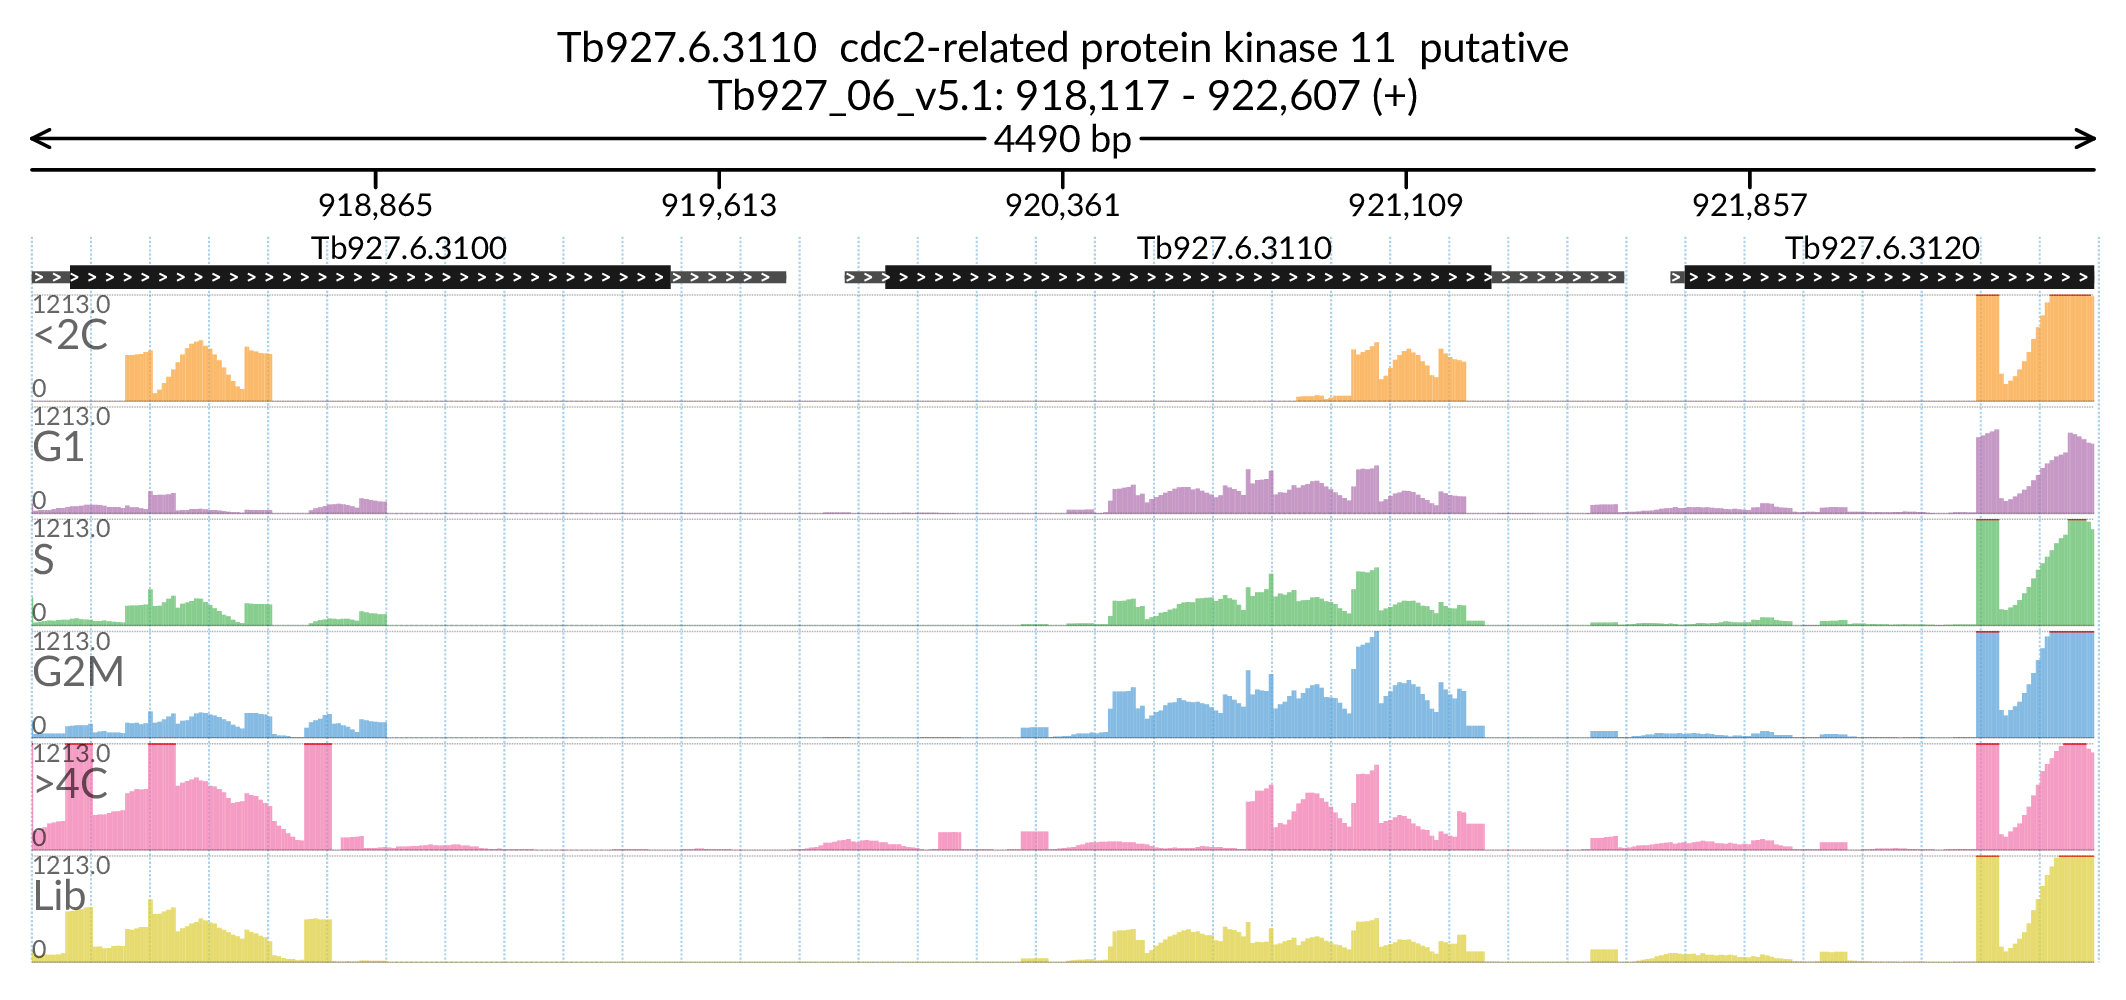 Tb927.6.3110  cdc2-related protein kinase 11  putative
Tb927_06_v5.1: 918,117 - 922,607 (+)
4490 bp
918,865 919,613 920,361 921,109 921,857
Tb927.6.3100 Tb927.6.3110 Tb927.6.3120
1213.0
<2C
0
1213.0
G1
0
1213.0
S
0
1213.0
G2M
0
1213.0
>4C
0
1213.0
Lib
0